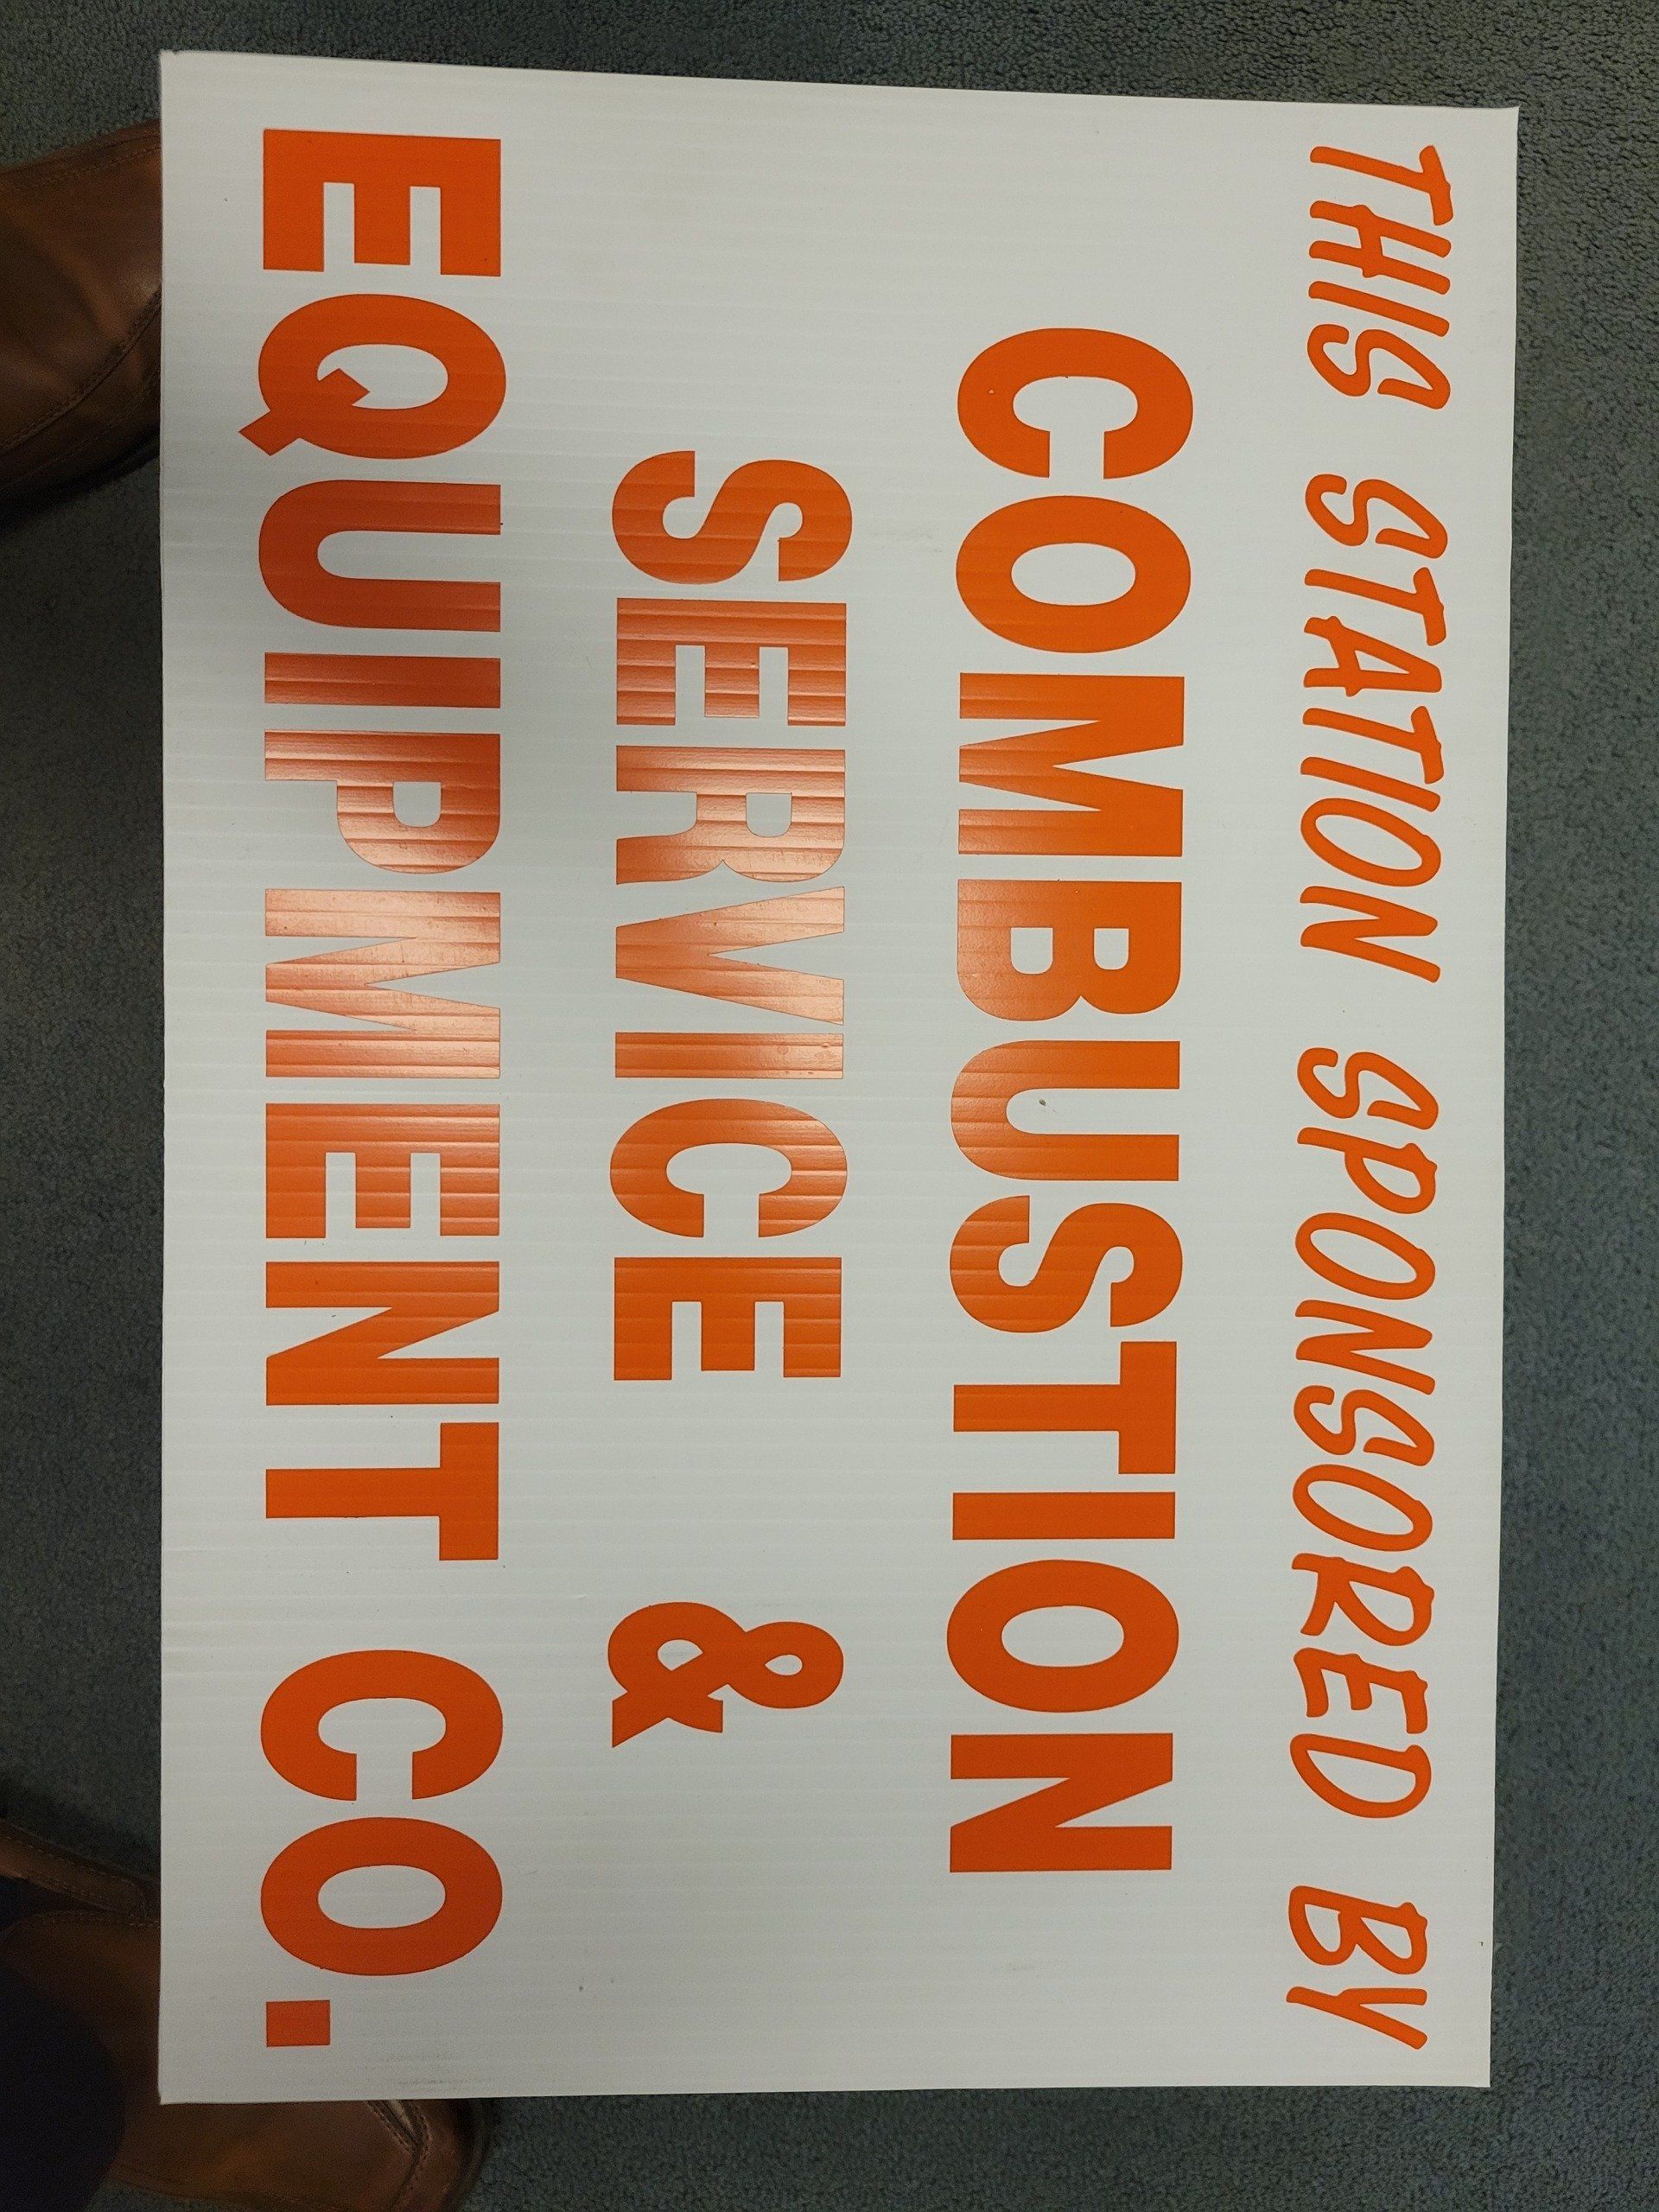 THIS STATION SPONSORED BY
COMBUSTION
SERVICE &
EQUIPMENT CO.